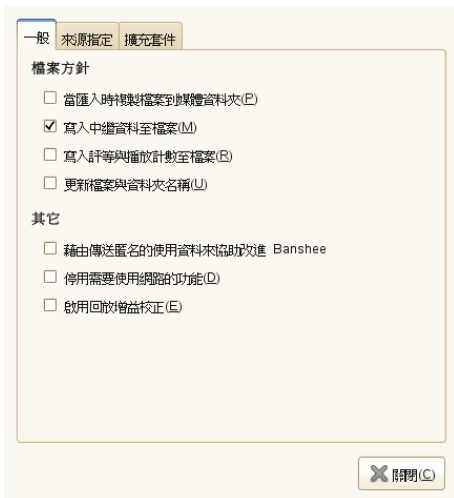 一般 來源指定 擴充套件
檔案方針
當匯入時複製檔案到媒體資料夾(P)
寫入中繼資料至檔案(M)
寫入評等與播放計數至檔案(R)
更新檔案與資料夾名稱(U)
其它
藉由傳送匿名的使用資料來協助改進 Banshee
停用需要使用網路的功能(D)
啟用回放增益校正(E)
關閉(C)